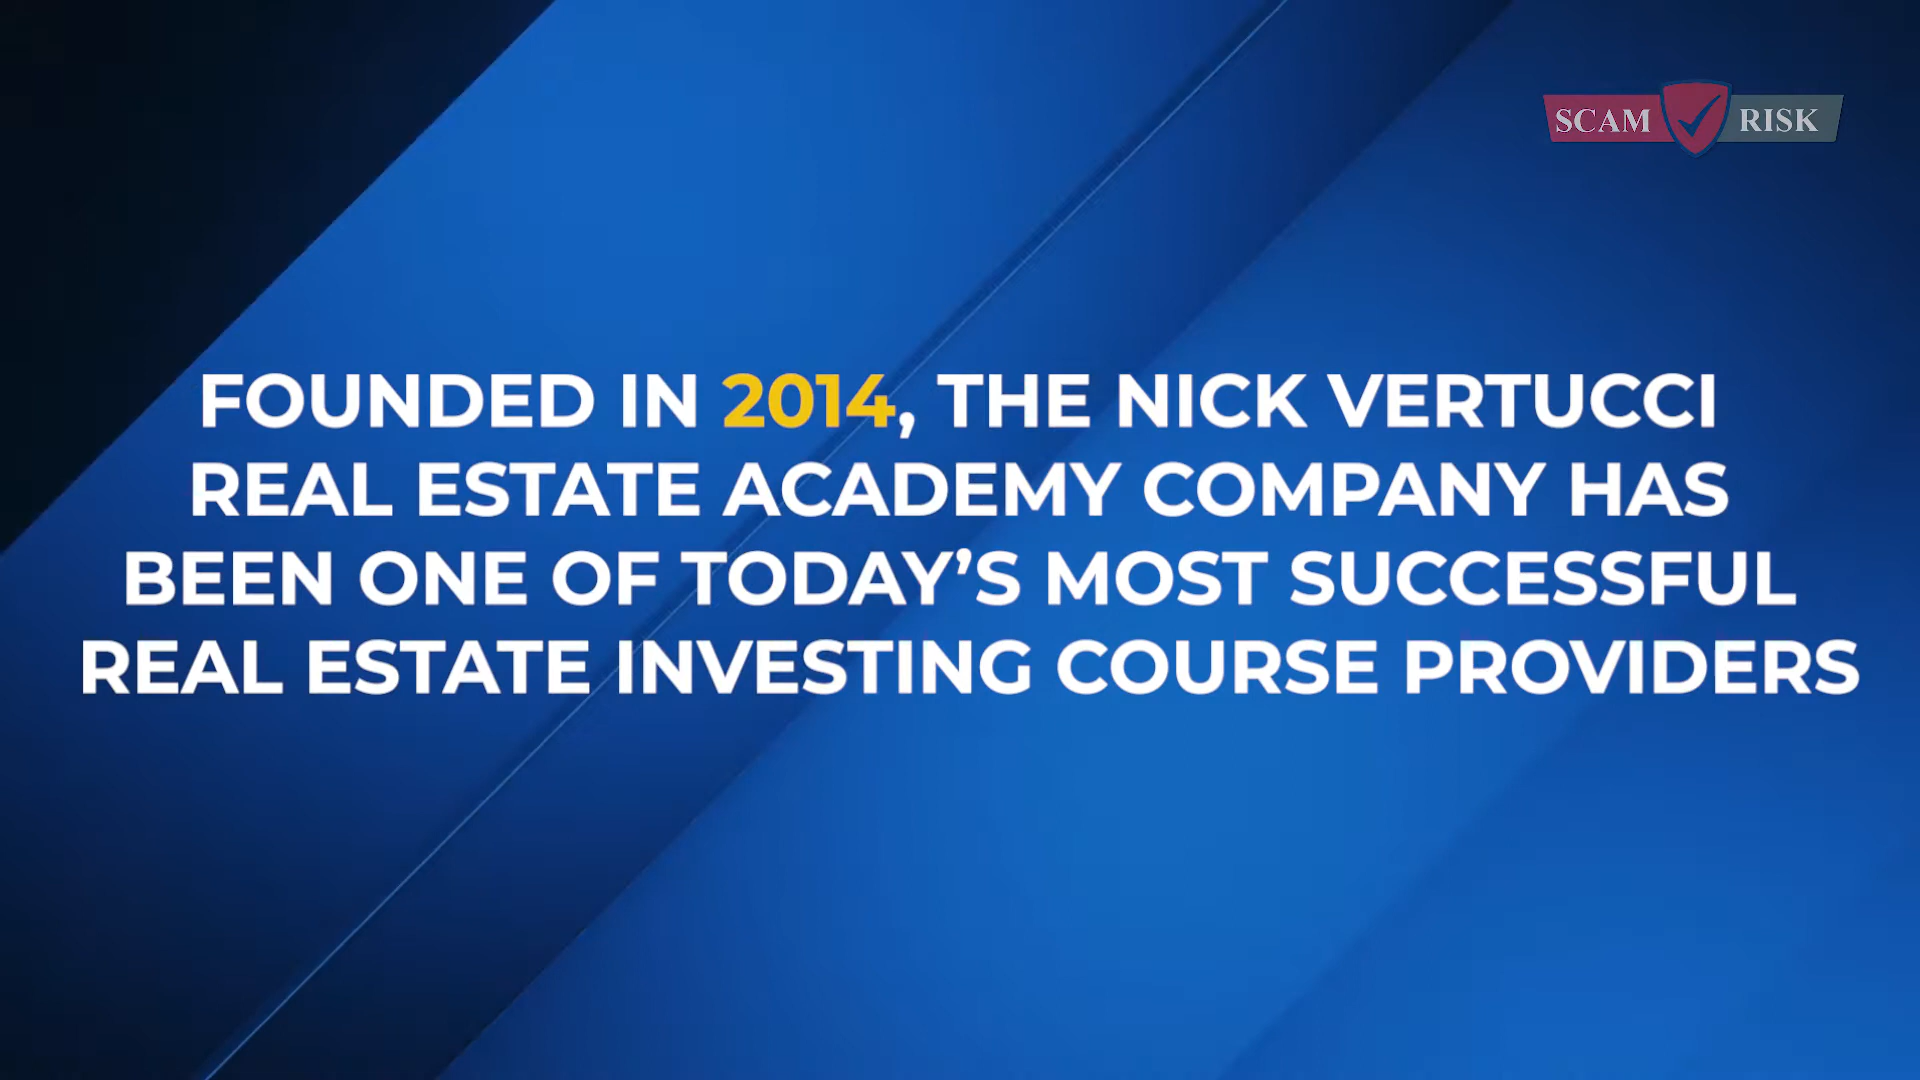 SCAM RISK
FOUNDED IN 2014, THE NICK VERTUCCI
REAL ESTATE ACADEMY COMPANY HAS
BEEN ONE OF TODAY’S MOST SUCCESSFUL
REAL ESTATE INVESTING COURSE PROVIDERS